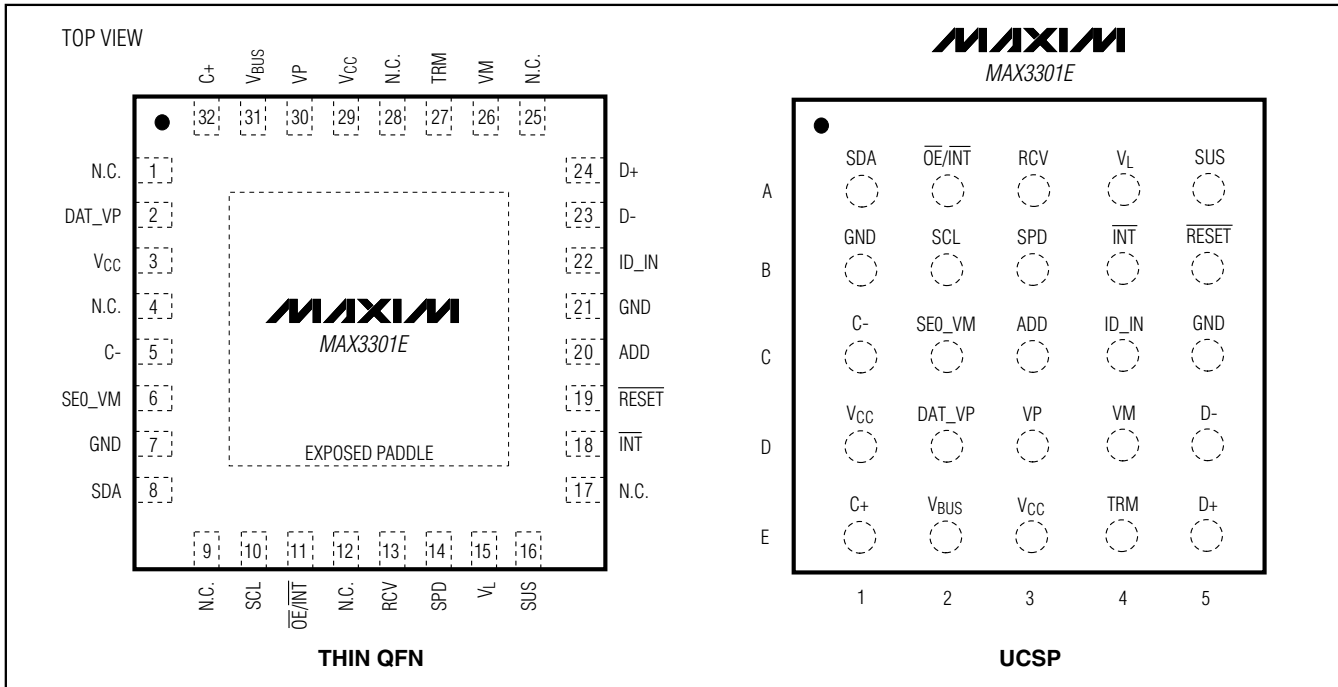 TOP VIEW
C+ VBUS VP VCC N.C. TRM VM N.C.
32 31 30 29 28 27 26 25
N.C. 1
DAT_VP 2
VCC 3
N.C. 4
C- 5
SE0_VM 6
GND 7
SDA 8
MAXIM
MAX3301E
EXPOSED PADDLE
24 D+
23 D-
22 ID_IN
21 GND
20 ADD
19 RESET
18 INT
17 N.C.
9 10 11 12 13 14 15 16
N.C. SCL OE/INT N.C. RCV SPD VL SUS
THIN QFN
MAXIM
MAX3301E
SDA OE/INT RCV VL SUS
A
GND SCL SPD INT RESET
B
C- SE0_VM ADD ID_IN GND
C
VCC DAT_VP VP VM D-
D
C+ VBUS VCC TRM D+
E
1 2 3 4 5
UCSP